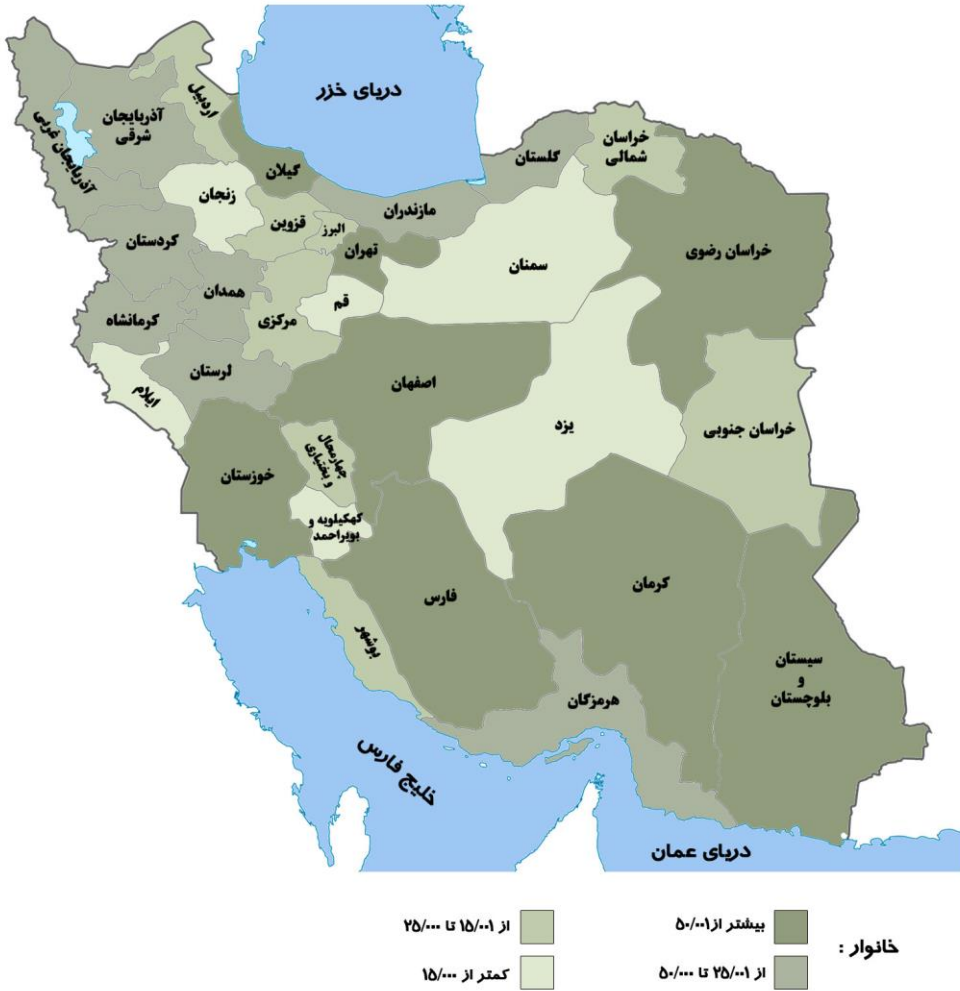 دریای خزر
اردبیل
آذربایجان
شرقی
آذربایجان غربی
گیلان
گلستان
خراسان
شمالی
زنجان
مازندران
قزوین
البرز
کردستان
تهران
سمنان
خراسان رضوی
همدان
قم
مرکزی
کرمانشاه
لرستان
ایلام
اصفهان
یزد
خراسان جنوبی
چهارمحال
و بختیاری
خوزستان
کهکیلویه و
بویراحمد
فارس
کرمان
بوشهر
سیستان
و
بلوچستان
هرمزگان
خلیج فارس
دریای عمان
خانوار :
بیشتر از۵۰/۰۰۱
از ۲۵/۰۰۱ تا ۵۰/۰۰۰
از ۱۵/۰۰۱ تا ۲۵/۰۰۰
کمتر از ۱۵/۰۰۰